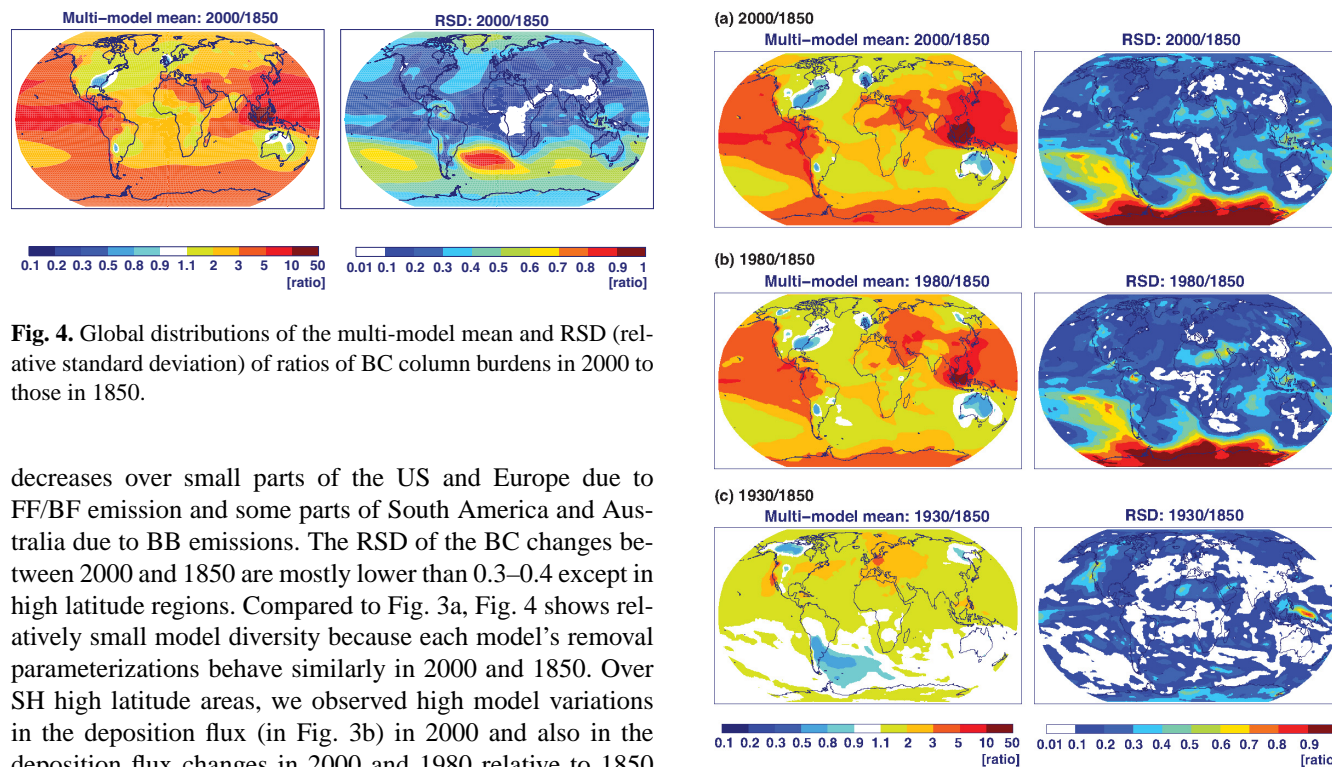 Multi−model mean: 2000/1850
RSD: 2000/1850
0.1 0.2 0.3 0.5 0.8 0.9 1.1 2 3 5 10 50
[ratio]
0.01 0.1 0.2 0.3 0.4 0.5 0.6 0.7 0.8 0.9 1
[ratio]
Fig. 4. Global distributions of the multi-model mean and RSD (rel-
ative standard deviation) of ratios of BC column burdens in 2000 to
those in 1850.
decreases over small parts of the US and Europe due to
FF/BF emission and some parts of South America and Aus-
tralia due to BB emissions. The RSD of the BC changes be-
tween 2000 and 1850 are mostly lower than 0.3–0.4 except in
high latitude regions. Compared to Fig. 3a, Fig. 4 shows rel-
atively small model diversity because each model's removal
parameterizations behave similarly in 2000 and 1850. Over
SH high latitude areas, we observed high model variations
in the deposition flux (in Fig. 3b) in 2000 and also in the
deposition flux changes in 2000 and 1980 relative to 1850
(a) 2000/1850
Multi−model mean: 2000/1850
RSD: 2000/1850
(b) 1980/1850
Multi−model mean: 1980/1850
RSD: 1980/1850
(c) 1930/1850
Multi−model mean: 1930/1850
RSD: 1930/1850
0.1 0.2 0.3 0.5 0.8 0.9 1.1 2 3 5 10 50
[ratio]
0.01 0.1 0.2 0.3 0.4 0.5 0.6 0.7 0.8 0.9
[ratio]